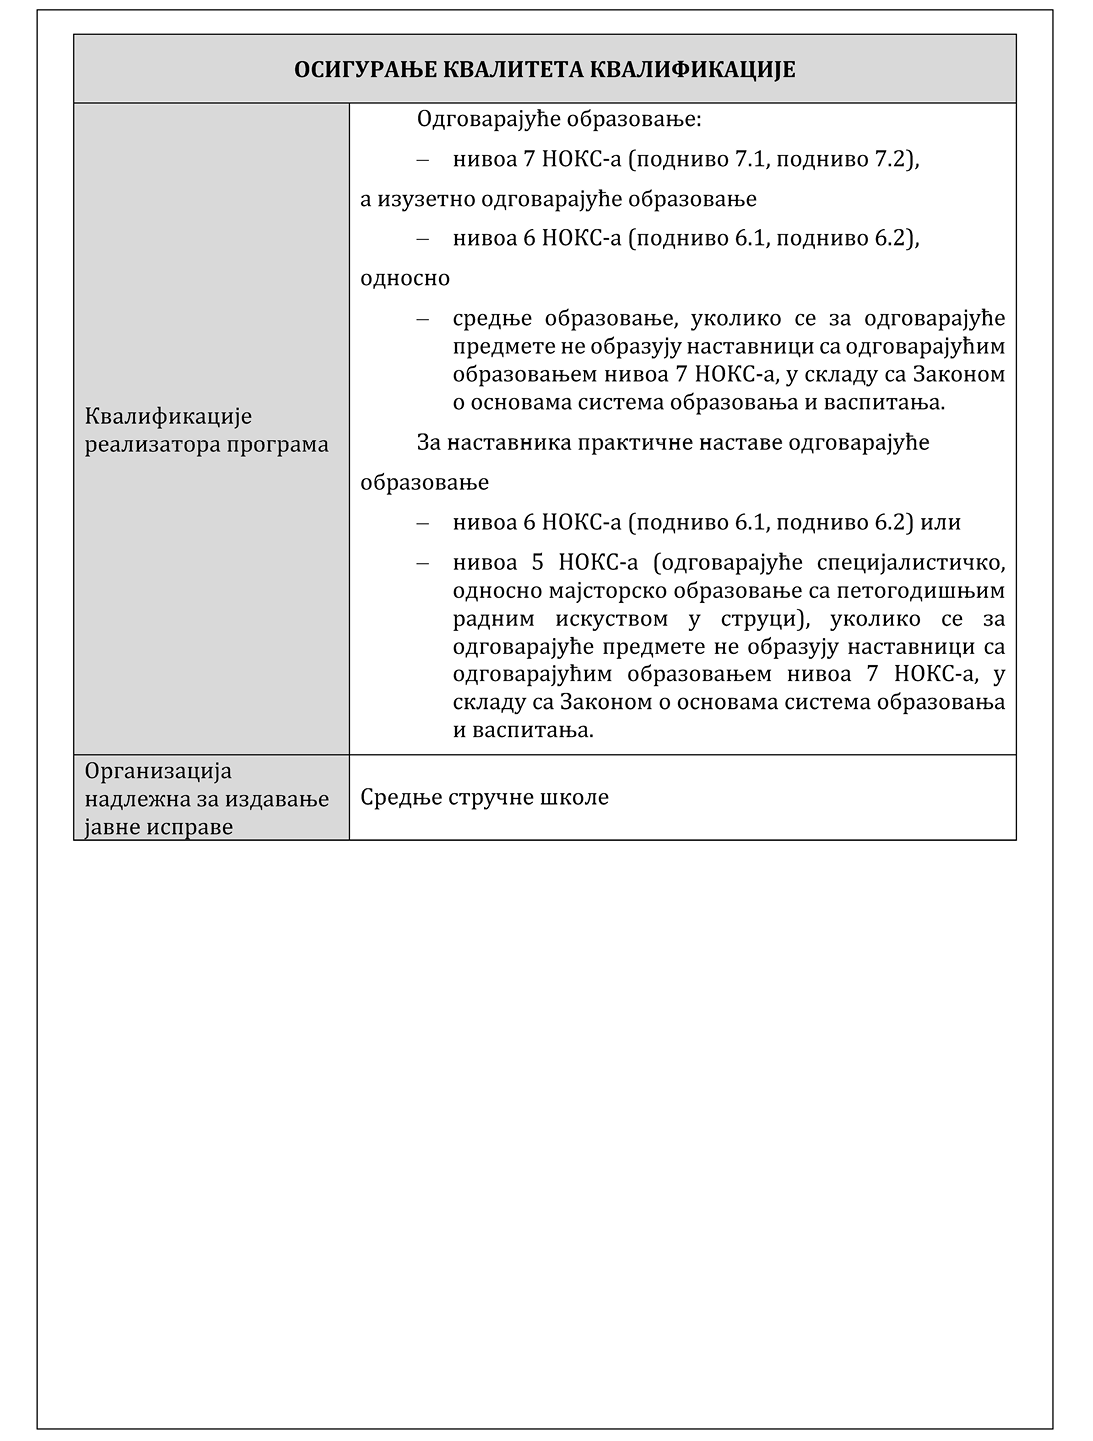 ОСИГУРАЊЕ КВАЛИТЕТА КВАЛИФИКАЦИЈЕ
Квалификације
реализатора програма
Одговарајуће образовање:
– нивоа 7 НОКС-а (подниво 7.1, подниво 7.2),
а изузетно одговарајуће образовање
– нивоа 6 НОКС-а (подниво 6.1, подниво 6.2),
односно
– средње образовање, уколико се за одговарајуће
предмете не образују наставници са одговарајућим
образовањем нивоа 7 НОКС-а, у складу са Законом
о основама система образовања и васпитања.
За наставника практичне наставе одговарајуће
образовање
– нивоа 6 НОКС-а (подниво 6.1, подниво 6.2) или
– нивоа 5 НОКС-а (одговарајуће специјалистичко,
односно мајсторско образовање са петогодишњим
радним искуством у струци), уколико се за
одговарајуће предмете не образују наставници са
одговарајућим образовањем нивоа 7 НОКС-а, у
складу са Законом о основама система образовања
и васпитања.
Организација
надлежна за издавање
јавне исправе
Средње стручне школе